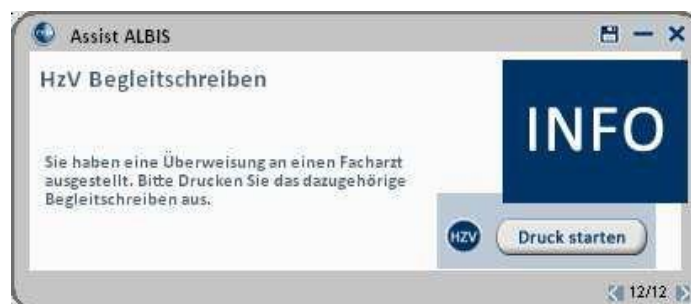 Assist ALBIS
HzV Begleitschreiben
INFO
Sie haben eine Überweisung an einen Facharzt
ausgestellt. Bitte Drucken Sie das dazugehörige
Begleitschreiben aus.
HZV
Druck starten
12/12